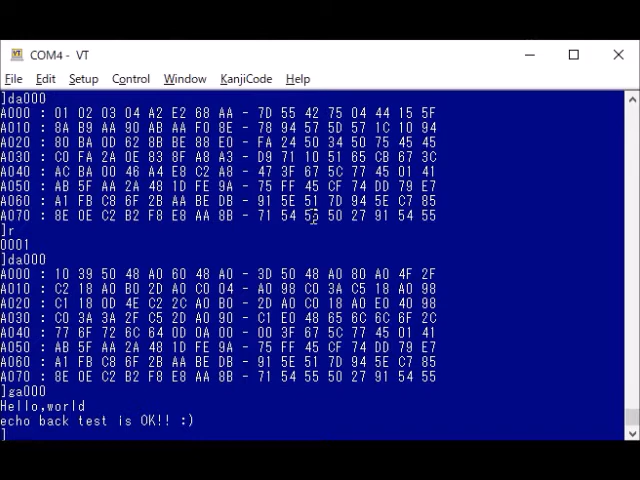 COM4 - VT
File Edit Setup Control Window KanjiCode Help
]da000
A000 : 01 02 03 04 A2 E2 68 AA - 7D 55 42 75 04 44 15 5F
A010 : 8A B9 AA 90 AB AA F0 8E - 78 94 57 5D 57 1C 10 94
A020 : 80 BA 0D 62 8B BE 88 E0 - FA 24 50 34 50 75 45 45
A030 : C0 FA 2A 0E 83 8F A8 A3 - D9 71 10 51 65 CB 67 3C
A040 : AC BA 00 46 A4 E8 C2 A8 - 47 3F 67 5C 77 45 01 41
A050 : AB 5F AA 2A 48 1D FE 9A - 75 FF 45 CF 74 DD 79 E7
A060 : A1 FB C8 6F 2B AA BE DB - 91 5E 51 7D 94 5E C7 85
A070 : 8E 0E C2 B2 F8 E8 AA 8B - 71 54 55 50 27 91 54 55
]r
0001
]da000
A000 : 10 39 50 48 A0 60 48 A0 - 3D 50 48 A0 80 A0 4F 2F
A010 : C2 18 A0 B0 2D A0 C0 04 - A0 98 C0 3A C5 18 A0 98
A020 : C1 18 0D 4E C2 2C A0 B0 - 2D A0 C0 18 A0 E0 40 98
A030 : C0 3A 3A 2F C5 2D A0 90 - C1 E0 48 65 6C 6C 6F 2C
A040 : 77 6F 72 6C 64 0D 0A 00 - 00 3F 67 5C 77 45 01 41
A050 : AB 5F AA 2A 48 1D FE 9A - 75 FF 45 CF 74 DD 79 E7
A060 : A1 FB C8 6F 2B AA BE DB - 91 5E 51 7D 94 5E C7 85
A070 : 8E 0E C2 B2 F8 E8 AA 8B - 71 54 55 50 27 91 54 55
]ga000
Hello,world
echo back test is OK!! :)
]